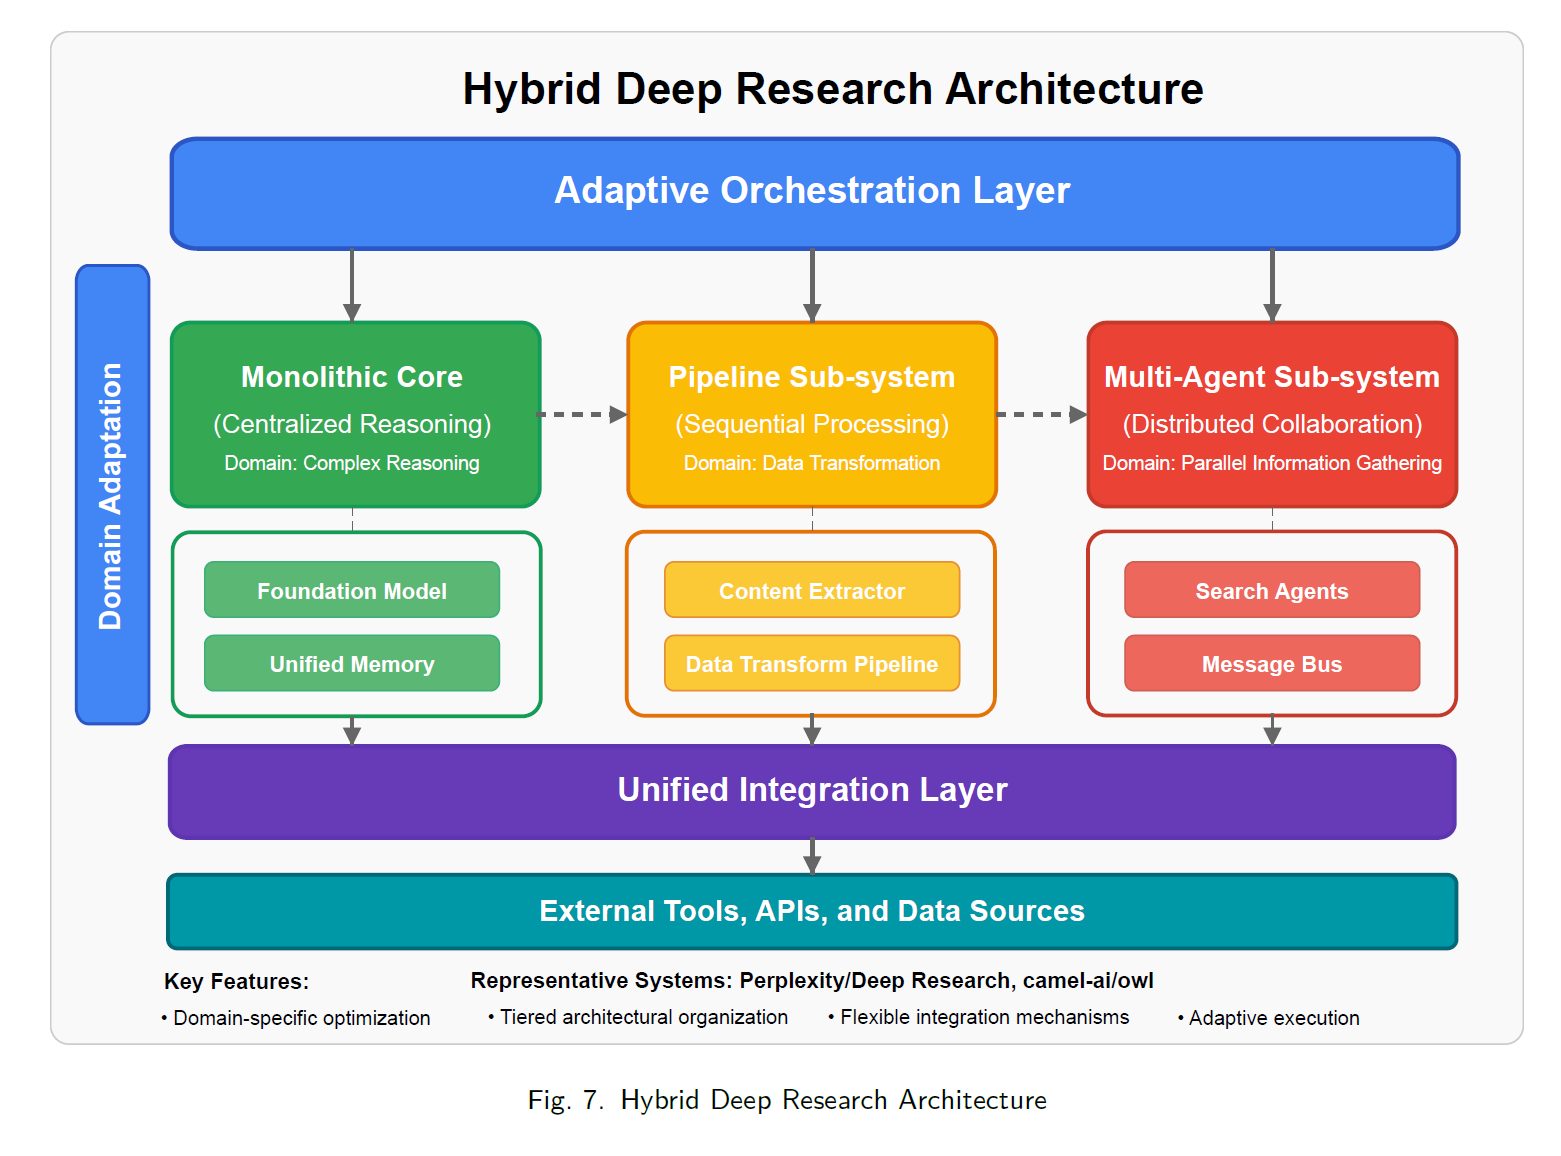 Hybrid Deep Research Architecture
Adaptive Orchestration Layer
Domain Adaptation
Monolithic Core
(Centralized Reasoning)
Domain: Complex Reasoning
Pipeline Sub-system
(Sequential Processing)
Domain: Data Transformation
Multi-Agent Sub-system
(Distributed Collaboration)
Domain: Parallel Information Gathering
Foundation Model
Unified Memory
Content Extractor
Data Transform Pipeline
Search Agents
Message Bus
Unified Integration Layer
External Tools, APIs, and Data Sources
Key Features:
Representative Systems: Perplexity/Deep Research, camel-ai/owl
• Domain-specific optimization
• Tiered architectural organization
• Flexible integration mechanisms
• Adaptive execution
Fig. 7. Hybrid Deep Research Architecture